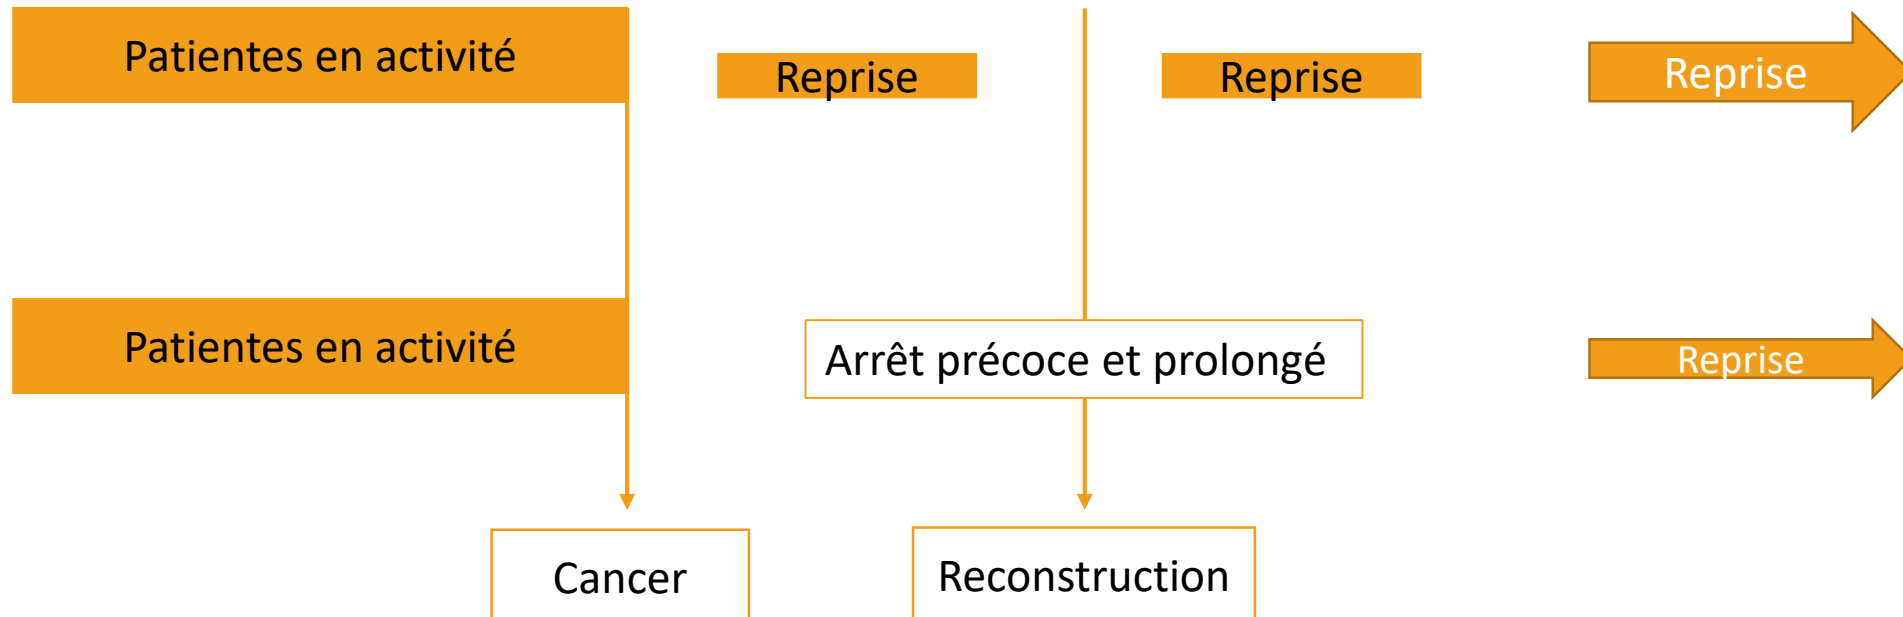 Patientes en activité
Reprise
Reprise
Reprise
Patientes en activité
Arrêt précoce et prolongé
Reprise
Cancer
Reconstruction